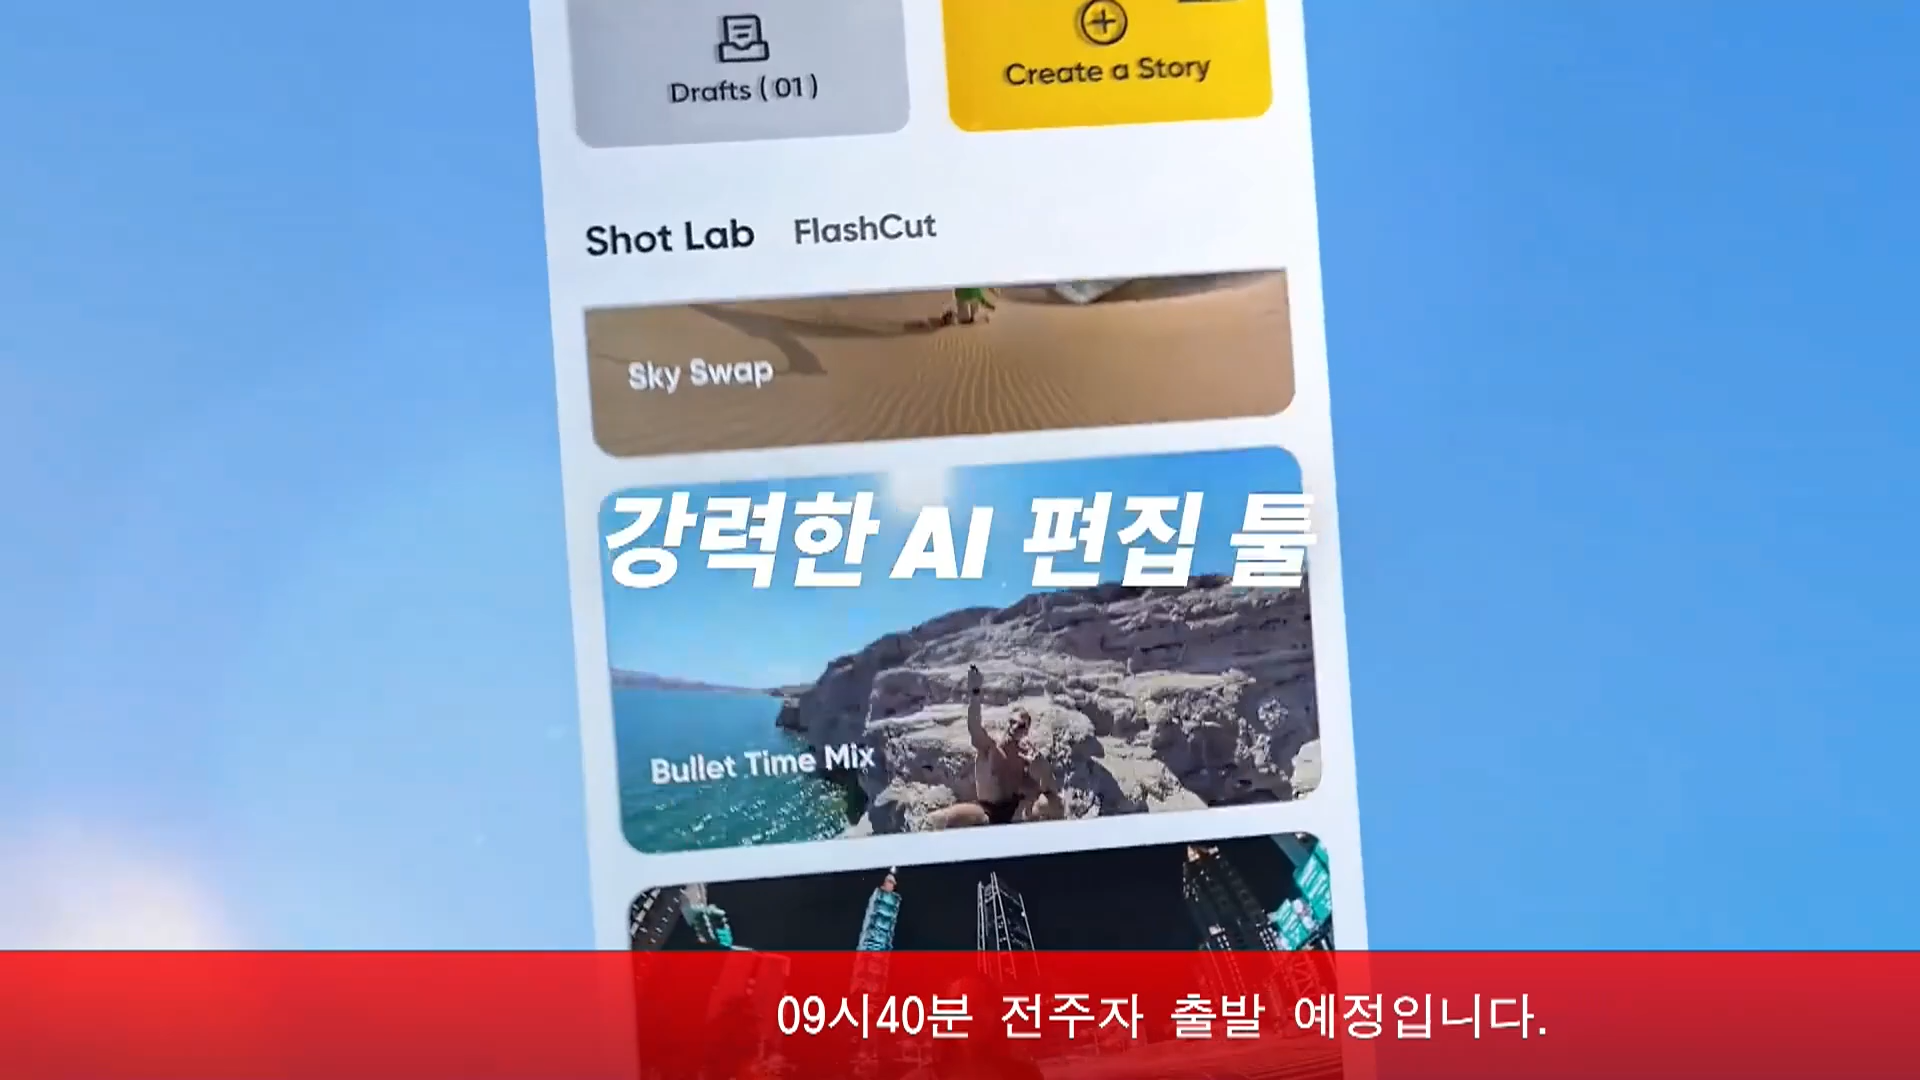 Drafts (01)
Create a Story
Shot Lab
FlashCut
Sky Swap
강력한 AI 편집 툴
Bullet Time Mix
09시40분 전주자 출발 예정입니다.